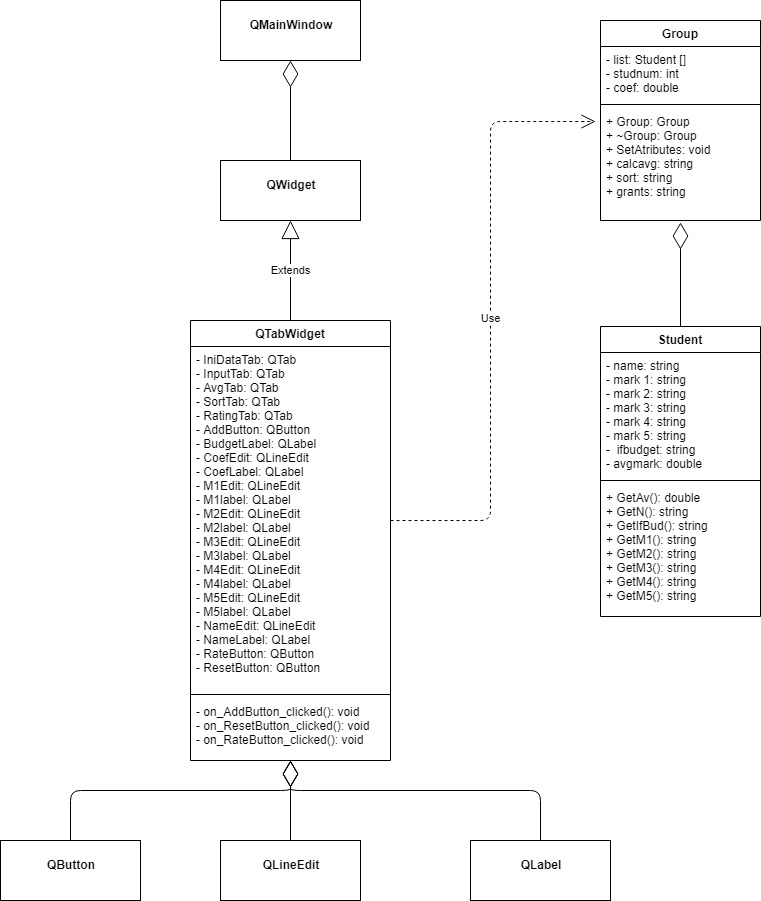 QMainWindow
QWidget
Extends
QTabWidget
- IniDataTab: QTab
- InputTab: QTab
- AvgTab: QTab
- SortTab: QTab
- RatingTab: QTab
- AddButton: QButton
- BudgetLabel: QLabel
- CoefEdit: QLineEdit
- CoefLabel: QLabel
- M1Edit: QLineEdit
- M1label: QLabel
- M2Edit: QLineEdit
- M2label: QLabel
- M3Edit: QLineEdit
- M3label: QLabel
- M4Edit: QLineEdit
- M4label: QLabel
- M5Edit: QLineEdit
- M5label: QLabel
- NameEdit: QLineEdit
- NameLabel: QLabel
- RateButton: QButton
- ResetButton: QButton
- on_AddButton_clicked(): void
- on_ResetButton_clicked(): void
- on_RateButton_clicked(): void
QButton
QLineEdit
QLabel
Use
Group
- list: Student []
- studnum: int
- coef: double
+ Group: Group
+ ~Group: Group
+ SetAtributes: void
+ calcavg: string
+ sort: string
+ grants: string
Student
- name: string
- mark 1: string
- mark 2: string
- mark 3: string
- mark 4: string
- mark 5: string
- ifbudget: string
- avgmark: double
+ GetAv(): double
+ GetN(): string
+ GetIfBud(): string
+ GetM1(): string
+ GetM2(): string
+ GetM3(): string
+ GetM4(): string
+ GetM5(): string